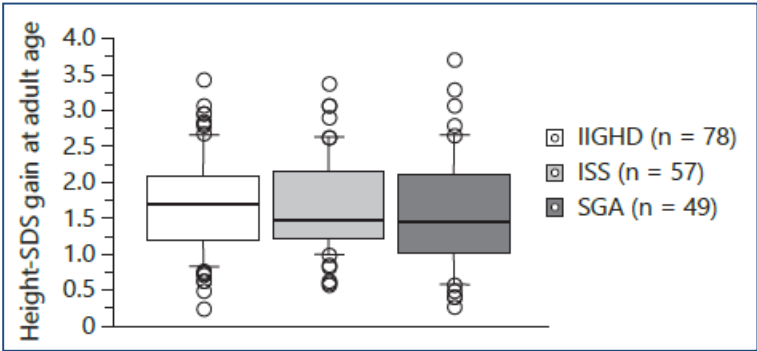 Height-SDS gain at adult age
4.0
3.5
3.0
2.5
2.0
1.5
1.0
0.5
0
IIGHD (n = 78)
ISS (n = 57)
SGA (n = 49)